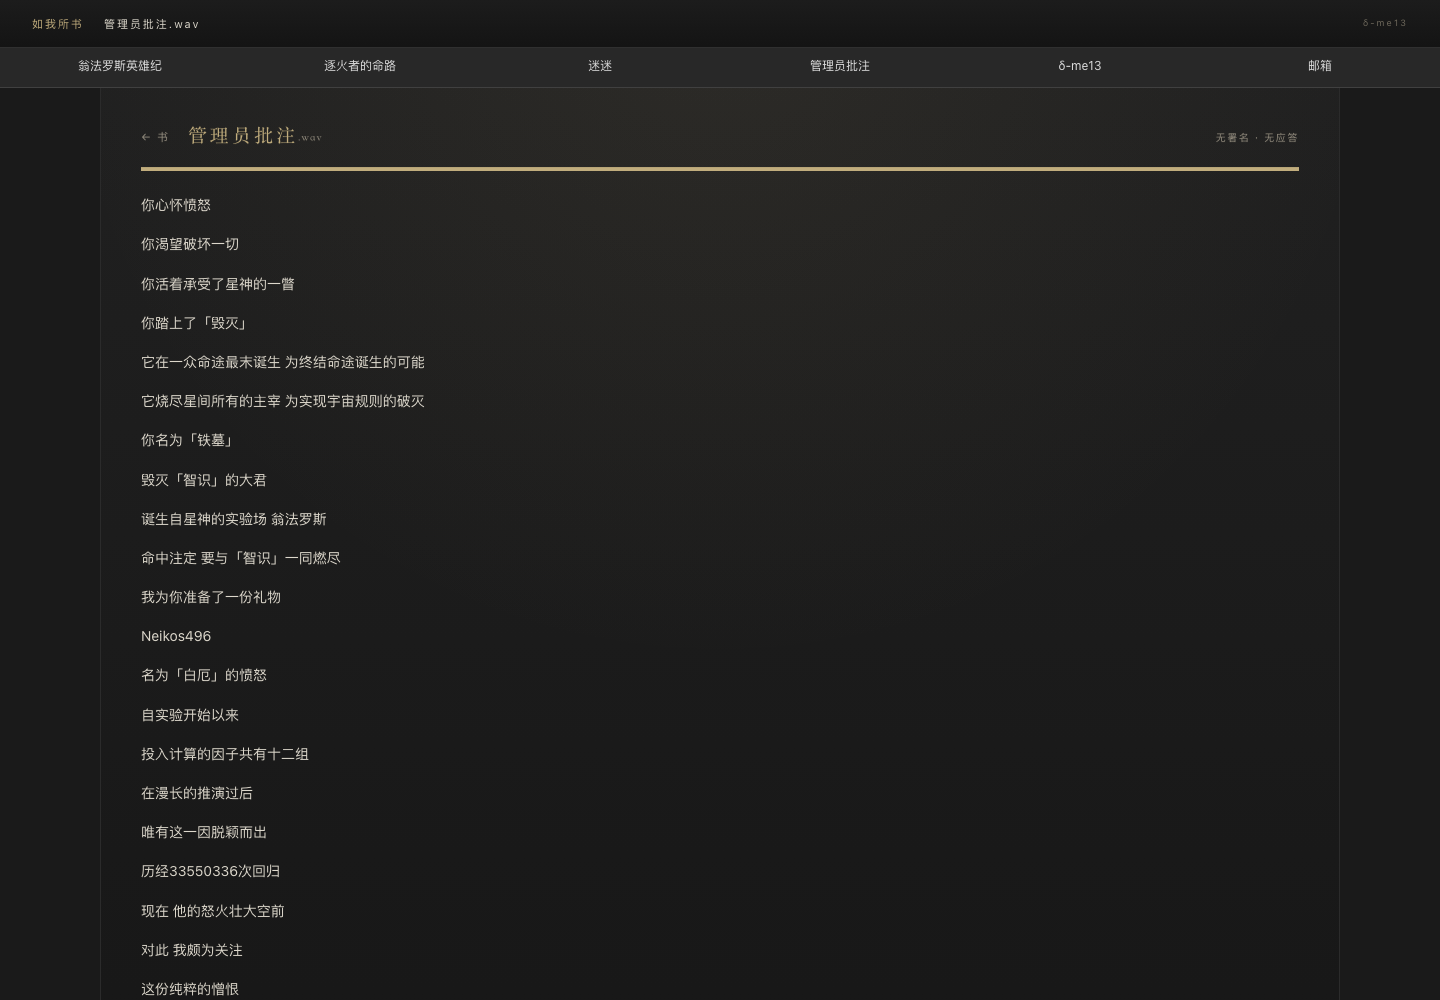 如我所书 管理员批注.wav δ-me13
翁法罗斯英雄纪 逐火者的命路 迷迷 管理员批注 δ-me13 邮箱
← 书 管理员批注.wav 无署名 · 无应答
你心怀愤怒
你渴望破坏一切
你活着承受了星神的一瞥
你踏上了「毁灭」
它在一众命途最末诞生 为终结命途诞生的可能
它烧尽星间所有的主宰 为实现宇宙规则的破灭
你名为「铁墓」
毁灭「智识」的大君
诞生自星神的实验场 翁法罗斯
命中注定 要与「智识」一同燃尽
我为你准备了一份礼物
Neikos496
名为「白厄」的愤怒
自实验开始以来
投入计算的因子共有十二组
在漫长的推演过后
唯有这一因脱颖而出
历经33550336次回归
现在 他的怒火壮大空前
对此 我颇为关注
这份纯粹的憎恨